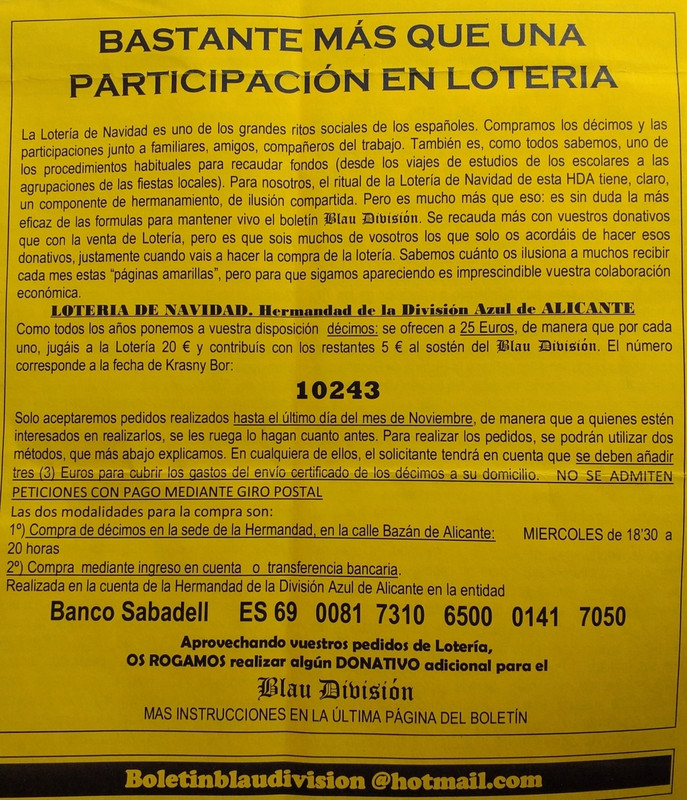 BASTANTE MÁS QUE UNA
PARTICIPACIÓN EN LOTERIA
La Lotería de Navidad es uno de los grandes ritos sociales de los españoles. Compramos los décimos y las
participaciones junto a familiares, amigos, compañeros del trabajo. También es, como todos sabemos, uno de
los procedimientos habituales para recaudar fondos (desde los viajes de estudios de los escolares a las
agrupaciones de las fiestas locales). Para nosotros, el ritual de la Lotería de Navidad de esta HDA tiene, claro,
un componente de hermanamiento, de ilusión compartida. Pero es mucho más que eso: es sin duda la más
eficaz de las formulas para mantener vivo el boletín Blau División. Se recauda más con vuestros donativos
que con la venta de Lotería, pero es que sois muchos de vosotros los que solo os acordáis de hacer esos
donativos, justamente cuando vais a hacer la compra de la lotería. Sabemos cuánto os ilusiona a muchos recibir
cada mes estas "páginas amarillas", pero para que sigamos apareciendo es imprescindible vuestra colaboración
económica.
LOTERIA DE NAVIDAD. Hermandad de la División Azul de ALICANTE
Como todos los años ponemos a vuestra disposición décimos: se ofrecen a 25 Euros, de manera que por cada
uno, jugáis a la Lotería 20 € y contribuís con los restantes 5 € al sostén del Blau División. El número
corresponde a la fecha de Krasny Bor:
10243
Solo aceptaremos pedidos realizados hasta el último día del mes de Noviembre, de manera que a quienes estén
interesados en realizarlos, se les ruega lo hagan cuanto antes. Para realizar los pedidos, se podrán utilizar dos
métodos, que más abajo explicamos. En cualquiera de ellos, el solicitante tendrá en cuenta que se deben añadir
tres (3) Euros para cubrir los gastos del envío certificado de los décimos a su domicilio. NO SE ADMITEN
PETICIONES CON PAGO MEDIANTE GIRO POSTAL
Las dos modalidades para la compra son:
1º) Compra de décimos en la sede de la Hermandad, en la calle Bazán de Alicante: MIERCOLES de 18'30 a
20 horas
2º) Compra mediante ingreso en cuenta o transferencia bancaria.
Realizada en la cuenta de la Hermandad de la División Azul de Alicante en la entidad
Banco Sabadell ES 69 0081 7310 6500 0141 7050
Aprovechando vuestros pedidos de Lotería,
OS ROGAMOS realizar algún DONATIVO adicional para el
Blau División
MAS INSTRUCCIONES EN LA ÚLTIMA PÁGINA DEL BOLETÍN
Boletinblaudivision @hotmail.com